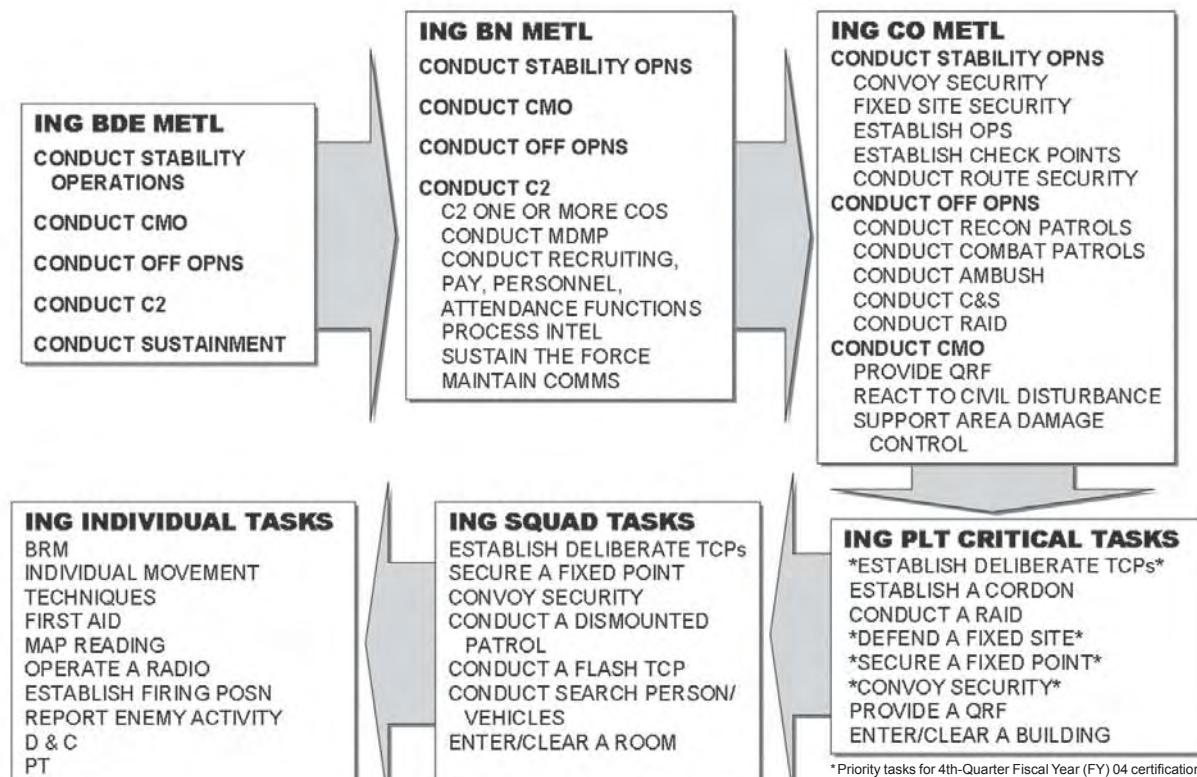 ING BDE METL
CONDUCT STABILITY
OPERATIONS
CONDUCT CMO
CONDUCT OFF OPNS
CONDUCT C2
CONDUCT SUSTAINMENT
ING BN METL
CONDUCT STABILITY OPNS
CONDUCT CMO
CONDUCT OFF OPNS
CONDUCT C2
C2 ONE OR MORE COS
CONDUCT MDMP
CONDUCT RECRUITING,
PAY, PERSONNEL,
ATTENDANCE FUNCTIONS
PROCESS INTEL
SUSTAIN THE FORCE
MAINTAIN COMMS
ING CO METL
CONDUCT STABILITY OPNS
CONVOY SECURITY
FIXED SITE SECURITY
ESTABLISH OPS
ESTABLISH CHECK POINTS
CONDUCT ROUTE SECURITY
CONDUCT OFF OPNS
CONDUCT RECON PATROLS
CONDUCT COMBAT PATROLS
CONDUCT AMBUSH
CONDUCT C&S
CONDUCT RAID
CONDUCT CMO
PROVIDE QRF
REACT TO CIVIL DISTURBANCE
SUPPORT AREA DAMAGE
CONTROL
ING PLT CRITICAL TASKS
*ESTABLISH DELIBERATE TCPs*
ESTABLISH A CORDON
CONDUCT A RAID
*DEFEND A FIXED SITE*
*SECURE A FIXED POINT*
*CONVOY SECURITY*
PROVIDE A QRF
ENTER/CLEAR A BUILDING
*Priority tasks for 4th-Quarter Fiscal Year (FY) 04 certification
ING SQUAD TASKS
ESTABLISH DELIBERATE TCPs
SECURE A FIXED POINT
CONVOY SECURITY
CONDUCT A DISMOUNTED
PATROL
CONDUCT A FLASH TCP
CONDUCT SEARCH PERSON/
VEHICLES
ENTER/CLEAR A ROOM
ING INDIVIDUAL TASKS
BRM
INDIVIDUAL MOVEMENT
TECHNIQUES
FIRST AID
MAP READING
OPERATE A RADIO
ESTABLISH FIRING POSN
REPORT ENEMY ACTIVITY
D & C
PT